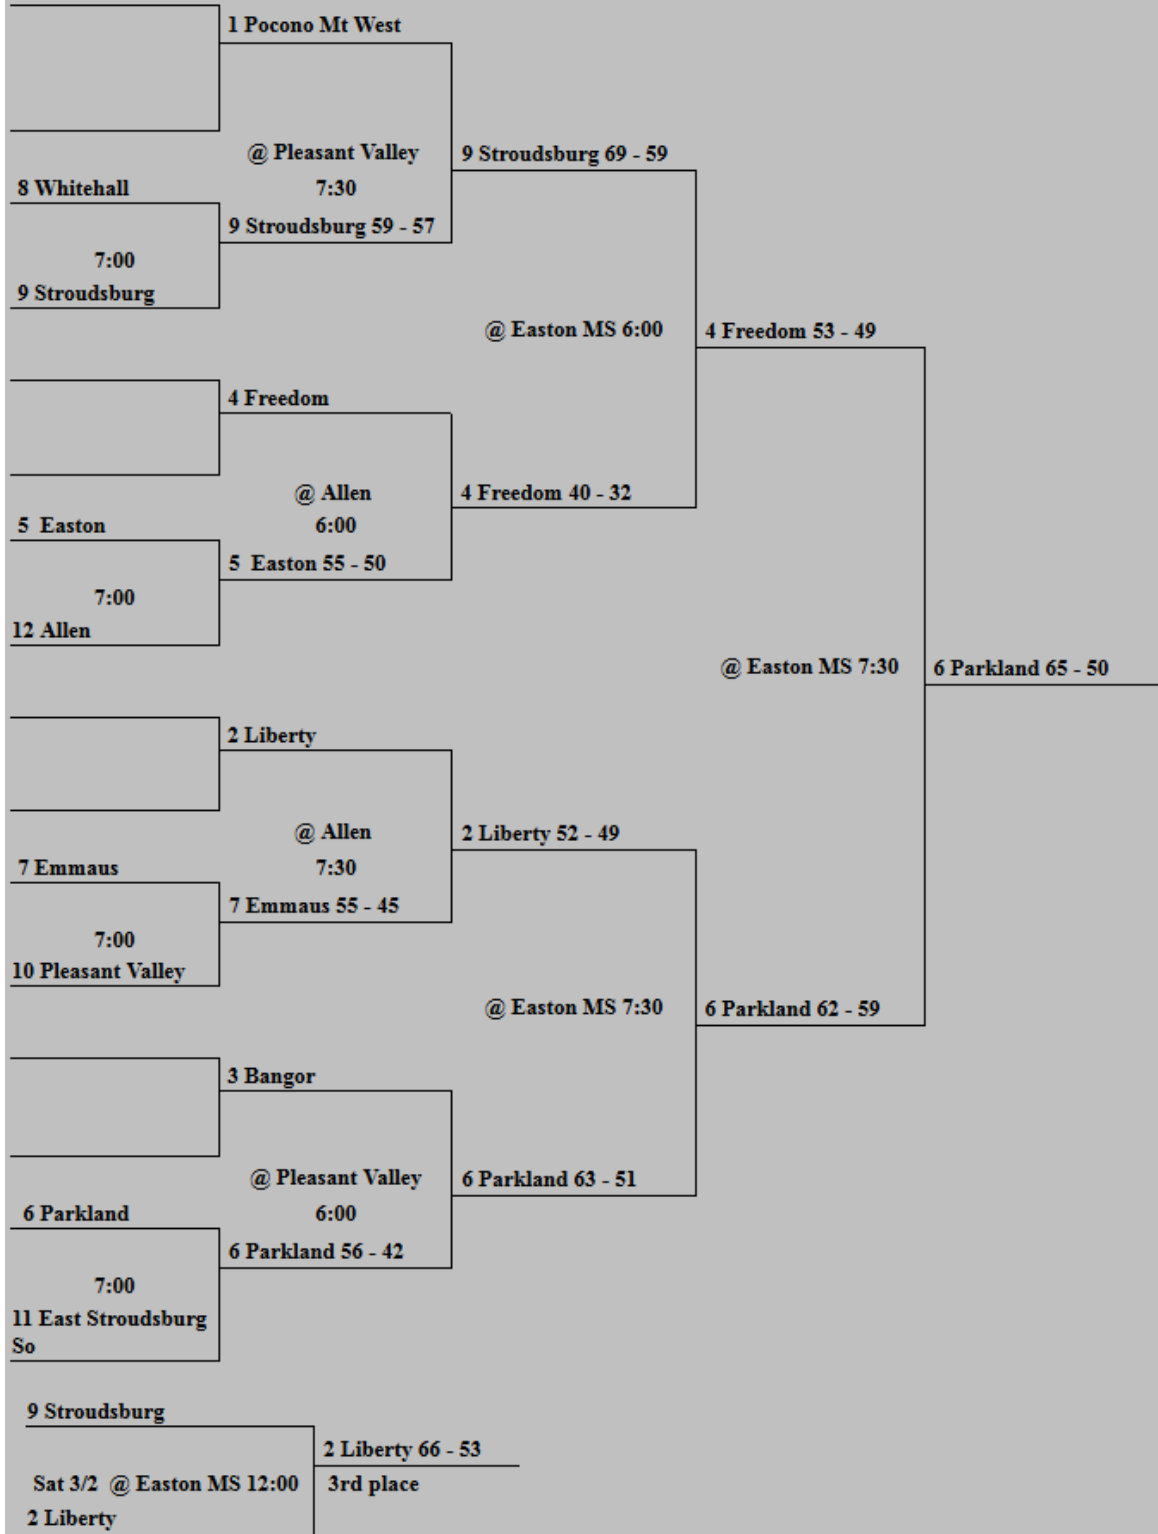 1 Pocono Mt West
@ Pleasant Valley
9 Stroudsburg 69 - 59
8 Whitehall
7:30
9 Stroudsburg 59 - 57
7:00
9 Stroudsburg
@ Easton MS 6:00
4 Freedom 53 - 49
4 Freedom
@ Allen
4 Freedom 40 - 32
5 Easton
6:00
5 Easton 55 - 50
7:00
12 Allen
@ Easton MS 7:30
6 Parkland 65 - 50
2 Liberty
@ Allen
2 Liberty 52 - 49
7 Emmaus
7:30
7 Emmaus 55 - 45
7:00
10 Pleasant Valley
@ Easton MS 7:30
6 Parkland 62 - 59
3 Bangor
@ Pleasant Valley
6 Parkland 63 - 51
6 Parkland
6:00
6 Parkland 56 - 42
7:00
11 East Stroudsburg
So
9 Stroudsburg
2 Liberty 66 - 53
Sat 3/2 @ Easton MS 12:00
3rd place
2 Liberty